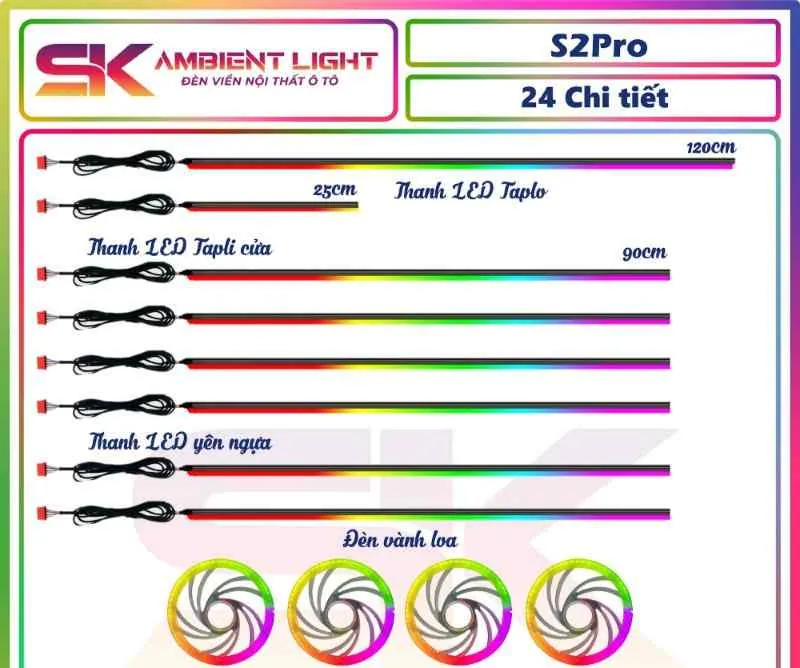 SK AMBIENT LIGHT
ĐÈN VIỀN NỘI THẤT Ô TÔ
S2Pro
24 Chi tiết
120cm
25cm
Thanh LED Taplo
Thanh LED Tapli cửa
90cm
Thanh LED yên ngựa
Đèn vành loa
SK